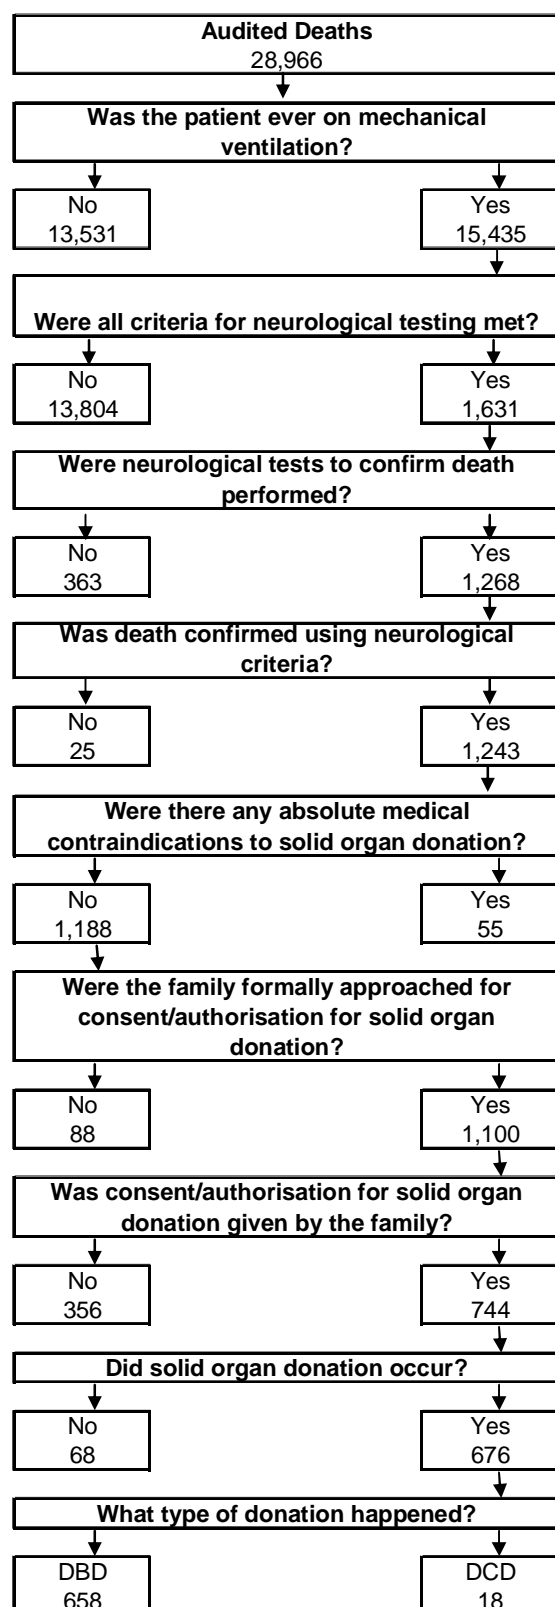 Audited Deaths
28,966
Was the patient ever on mechanical
ventilation?
No
13,531
Yes
15,435
Were all criteria for neurological testing met?
No
13,804
Yes
1,631
Were neurological tests to confirm death
performed?
No
363
Yes
1,268
Was death confirmed using neurological
criteria?
No
25
Yes
1,243
Were there any absolute medical
contraindications to solid organ donation?
No
1,188
Yes
55
Were the family formally approached for
consent/authorisation for solid organ
donation?
No
88
Yes
1,100
Was consent/authorisation for solid organ
donation given by the family?
No
356
Yes
744
Did solid organ donation occur?
No
68
Yes
676
What type of donation happened?
DBD
658
DCD
18